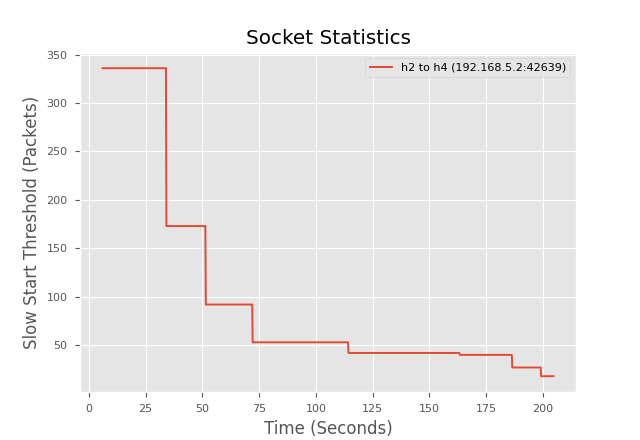 Socket Statistics
h2 to h4 (192.168.5.2:42639)
Slow Start Threshold (Packets)
350
300
250
200
150
100
50
0 25 50 75 100 125 150 175 200
Time (Seconds)